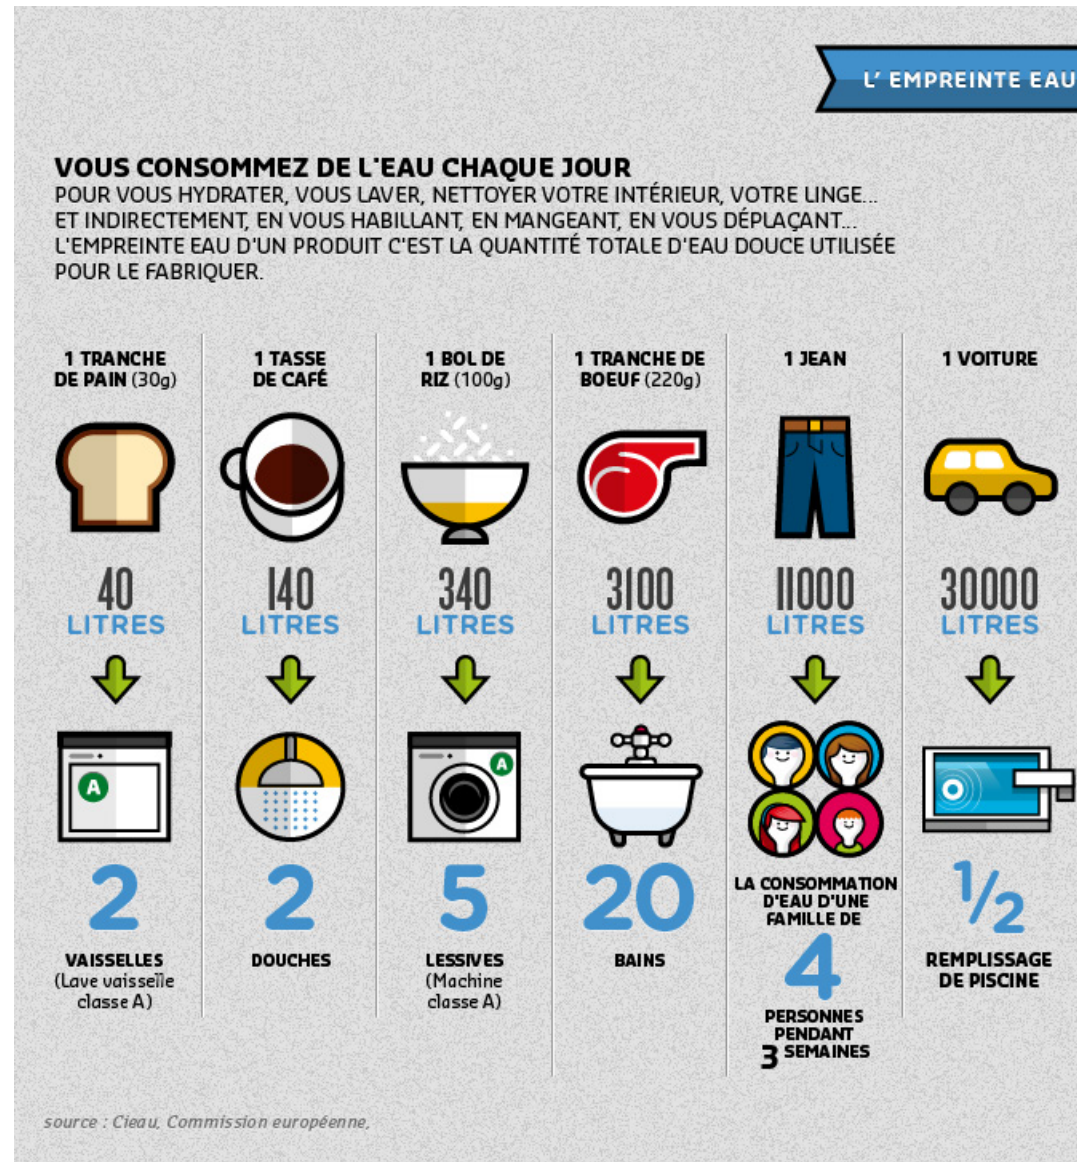 L' EMPREINTE EAU
VOUS CONSOMMEZ DE L'EAU CHAQUE JOUR
POUR VOUS HYDRATER, VOUS LAVER, NETTOYER VOTRE INTÉRIEUR, VOTRE LINGE...
ET INDIRECTEMENT, EN VOUS HABILLANT, EN MANGEANT, EN VOUS DÉPLAÇANT...
L'EMPREINTE EAU D'UN PRODUIT C'EST LA QUANTITÉ TOTALE D'EAU DOUCE UTILISÉE
POUR LE FABRIQUER.
1 TRANCHE
DE PAIN (30g)
40
LITRES
A
2
VAISSELLES
(Lave vaisselle
classe A)
1 TASSE
DE CAFÉ
140
LITRES
2
DOUCHES
1 BOL DE
RIZ (100g)
340
LITRES
A
5
LESSIVES
(Machine
classe A)
1 TRANCHE DE
BOEUF (220g)
3100
LITRES
20
BAINS
1 JEAN
11000
LITRES
LA CONSOMMATION
D'EAU D'UNE
FAMILLE DE
4
PERSONNES
PENDANT
3 SEMAINES
1 VOITURE
30000
LITRES
1/2
REMPLISSAGE
DE PISCINE
source : Cieau, Commission européenne,